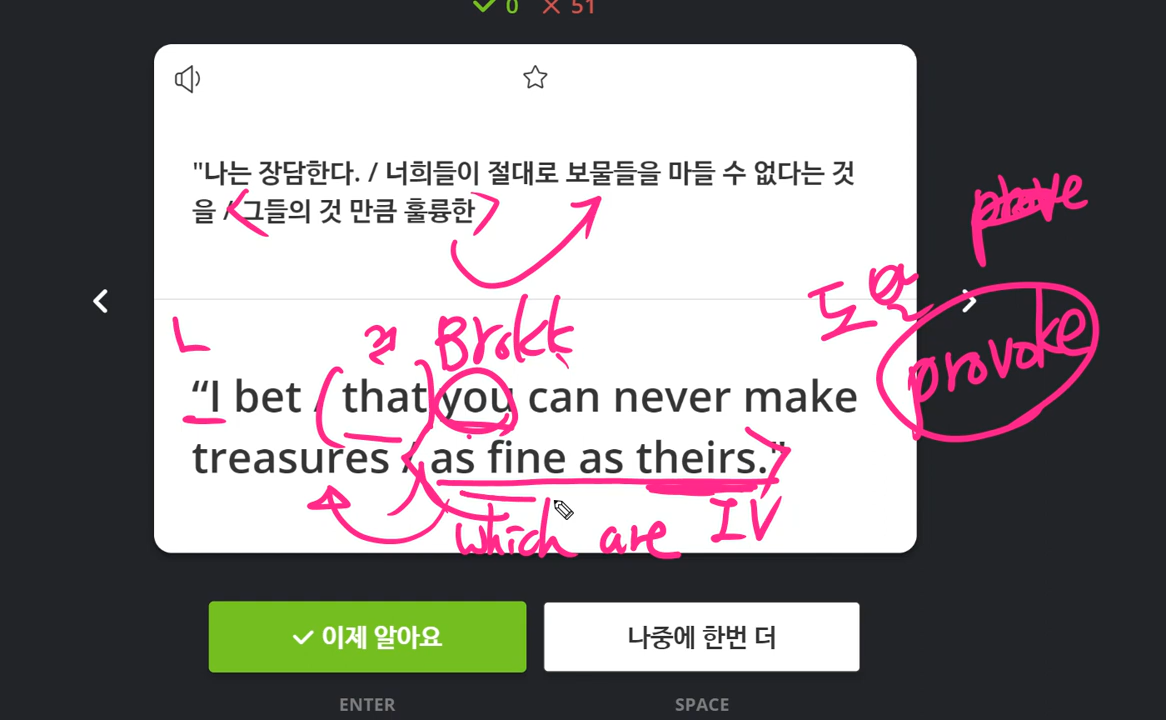 0 51
"나는 장담한다. / 너희들이 절대로 보물들을 마들 수 없다는 것
을 / 그들의 것 만큼 훌륭한
prove
도발
provoke
L
것 Brokk
“I bet / that you can never make
treasures / as fine as theirs.”
which are IV
이제 알아요
나중에 한번 더
ENTER
SPACE